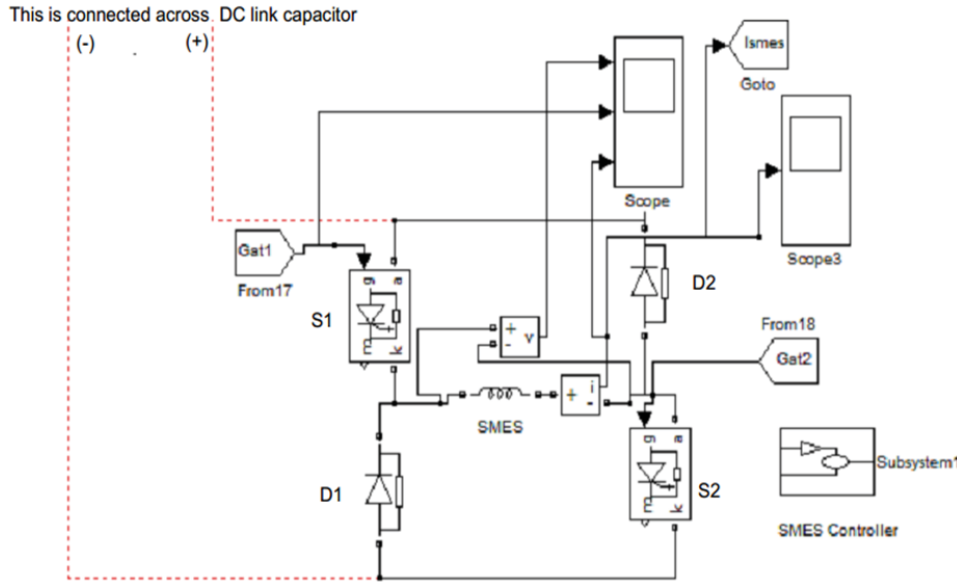 This is connected across DC link capacitor
(-) (+)
Ismes
Goto
Scope
Scope3
Gat1
From17
g a
m k
S1
D2
+
-
v
From18
Gat2
SMES
+ i
-
g a
m k
S2
D1
Subsystem1
SMES Controller